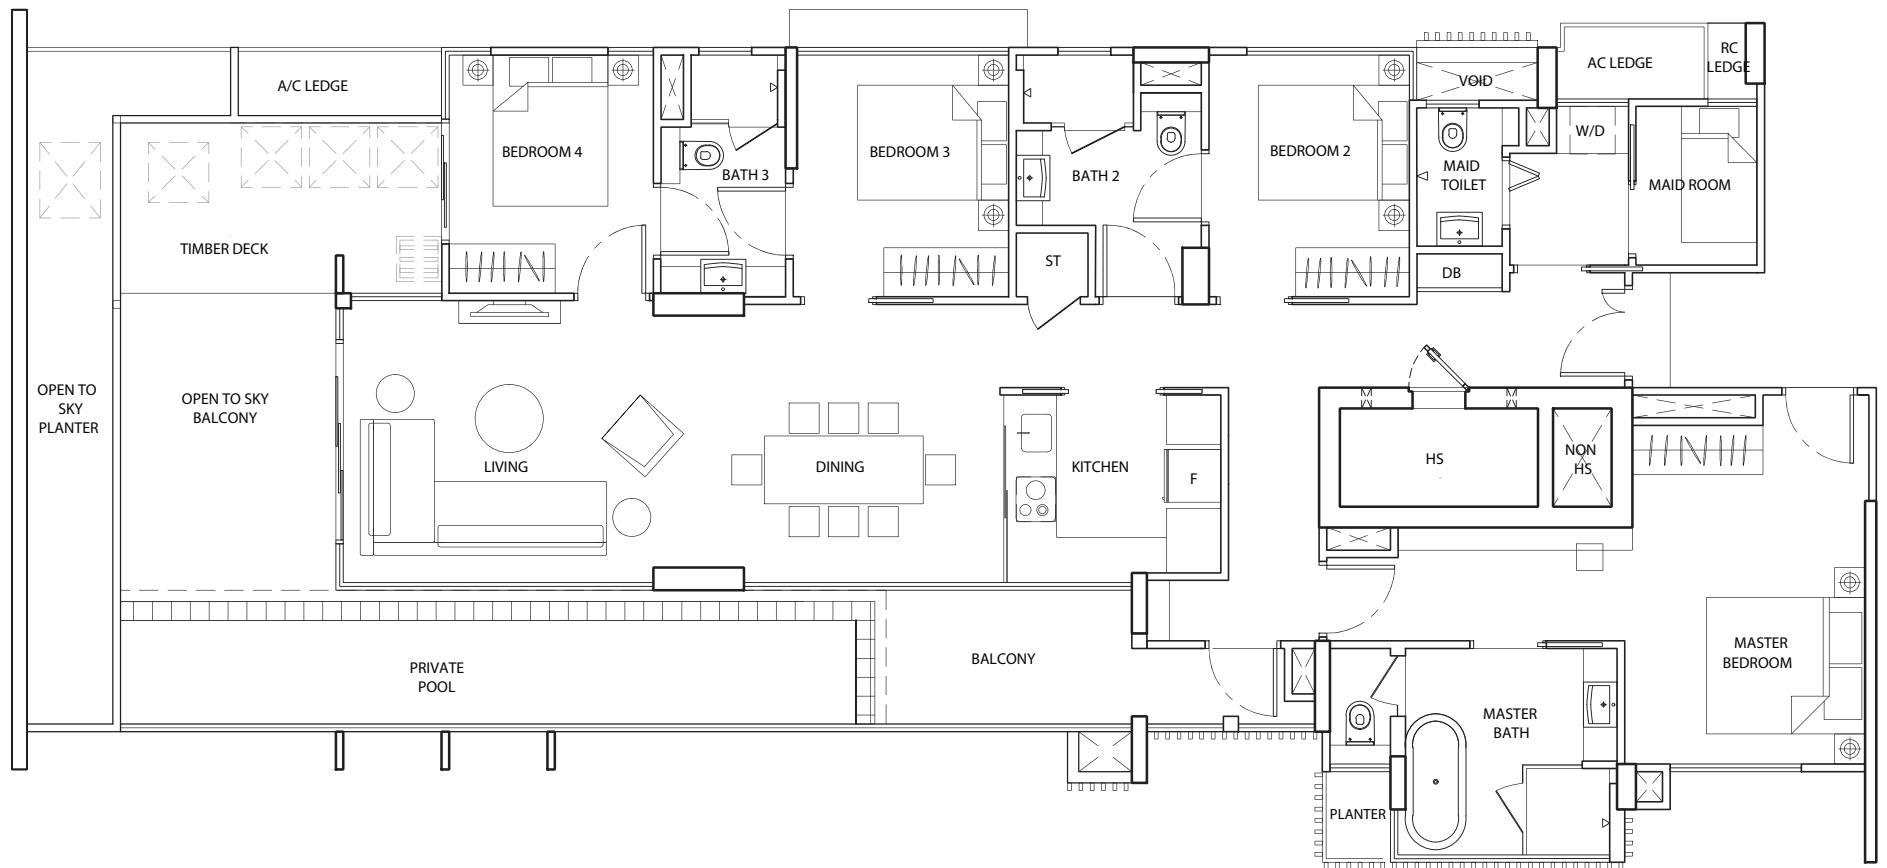 A/C LEDGE
AC LEDGE
RC
LEDGE
VOID
W/D
BEDROOM 4
BATH 3
BEDROOM 3
BATH 2
BEDROOM 2
MAID
TOILET
MAID ROOM
TIMBER DECK
ST
DB
OPEN TO
SKY
PLANTER
OPEN TO SKY
BALCONY
LIVING
DINING
KITCHEN
F
HS
NON
HS
PRIVATE
POOL
BALCONY
MASTER
BATH
MASTER
BEDROOM
PLANTER